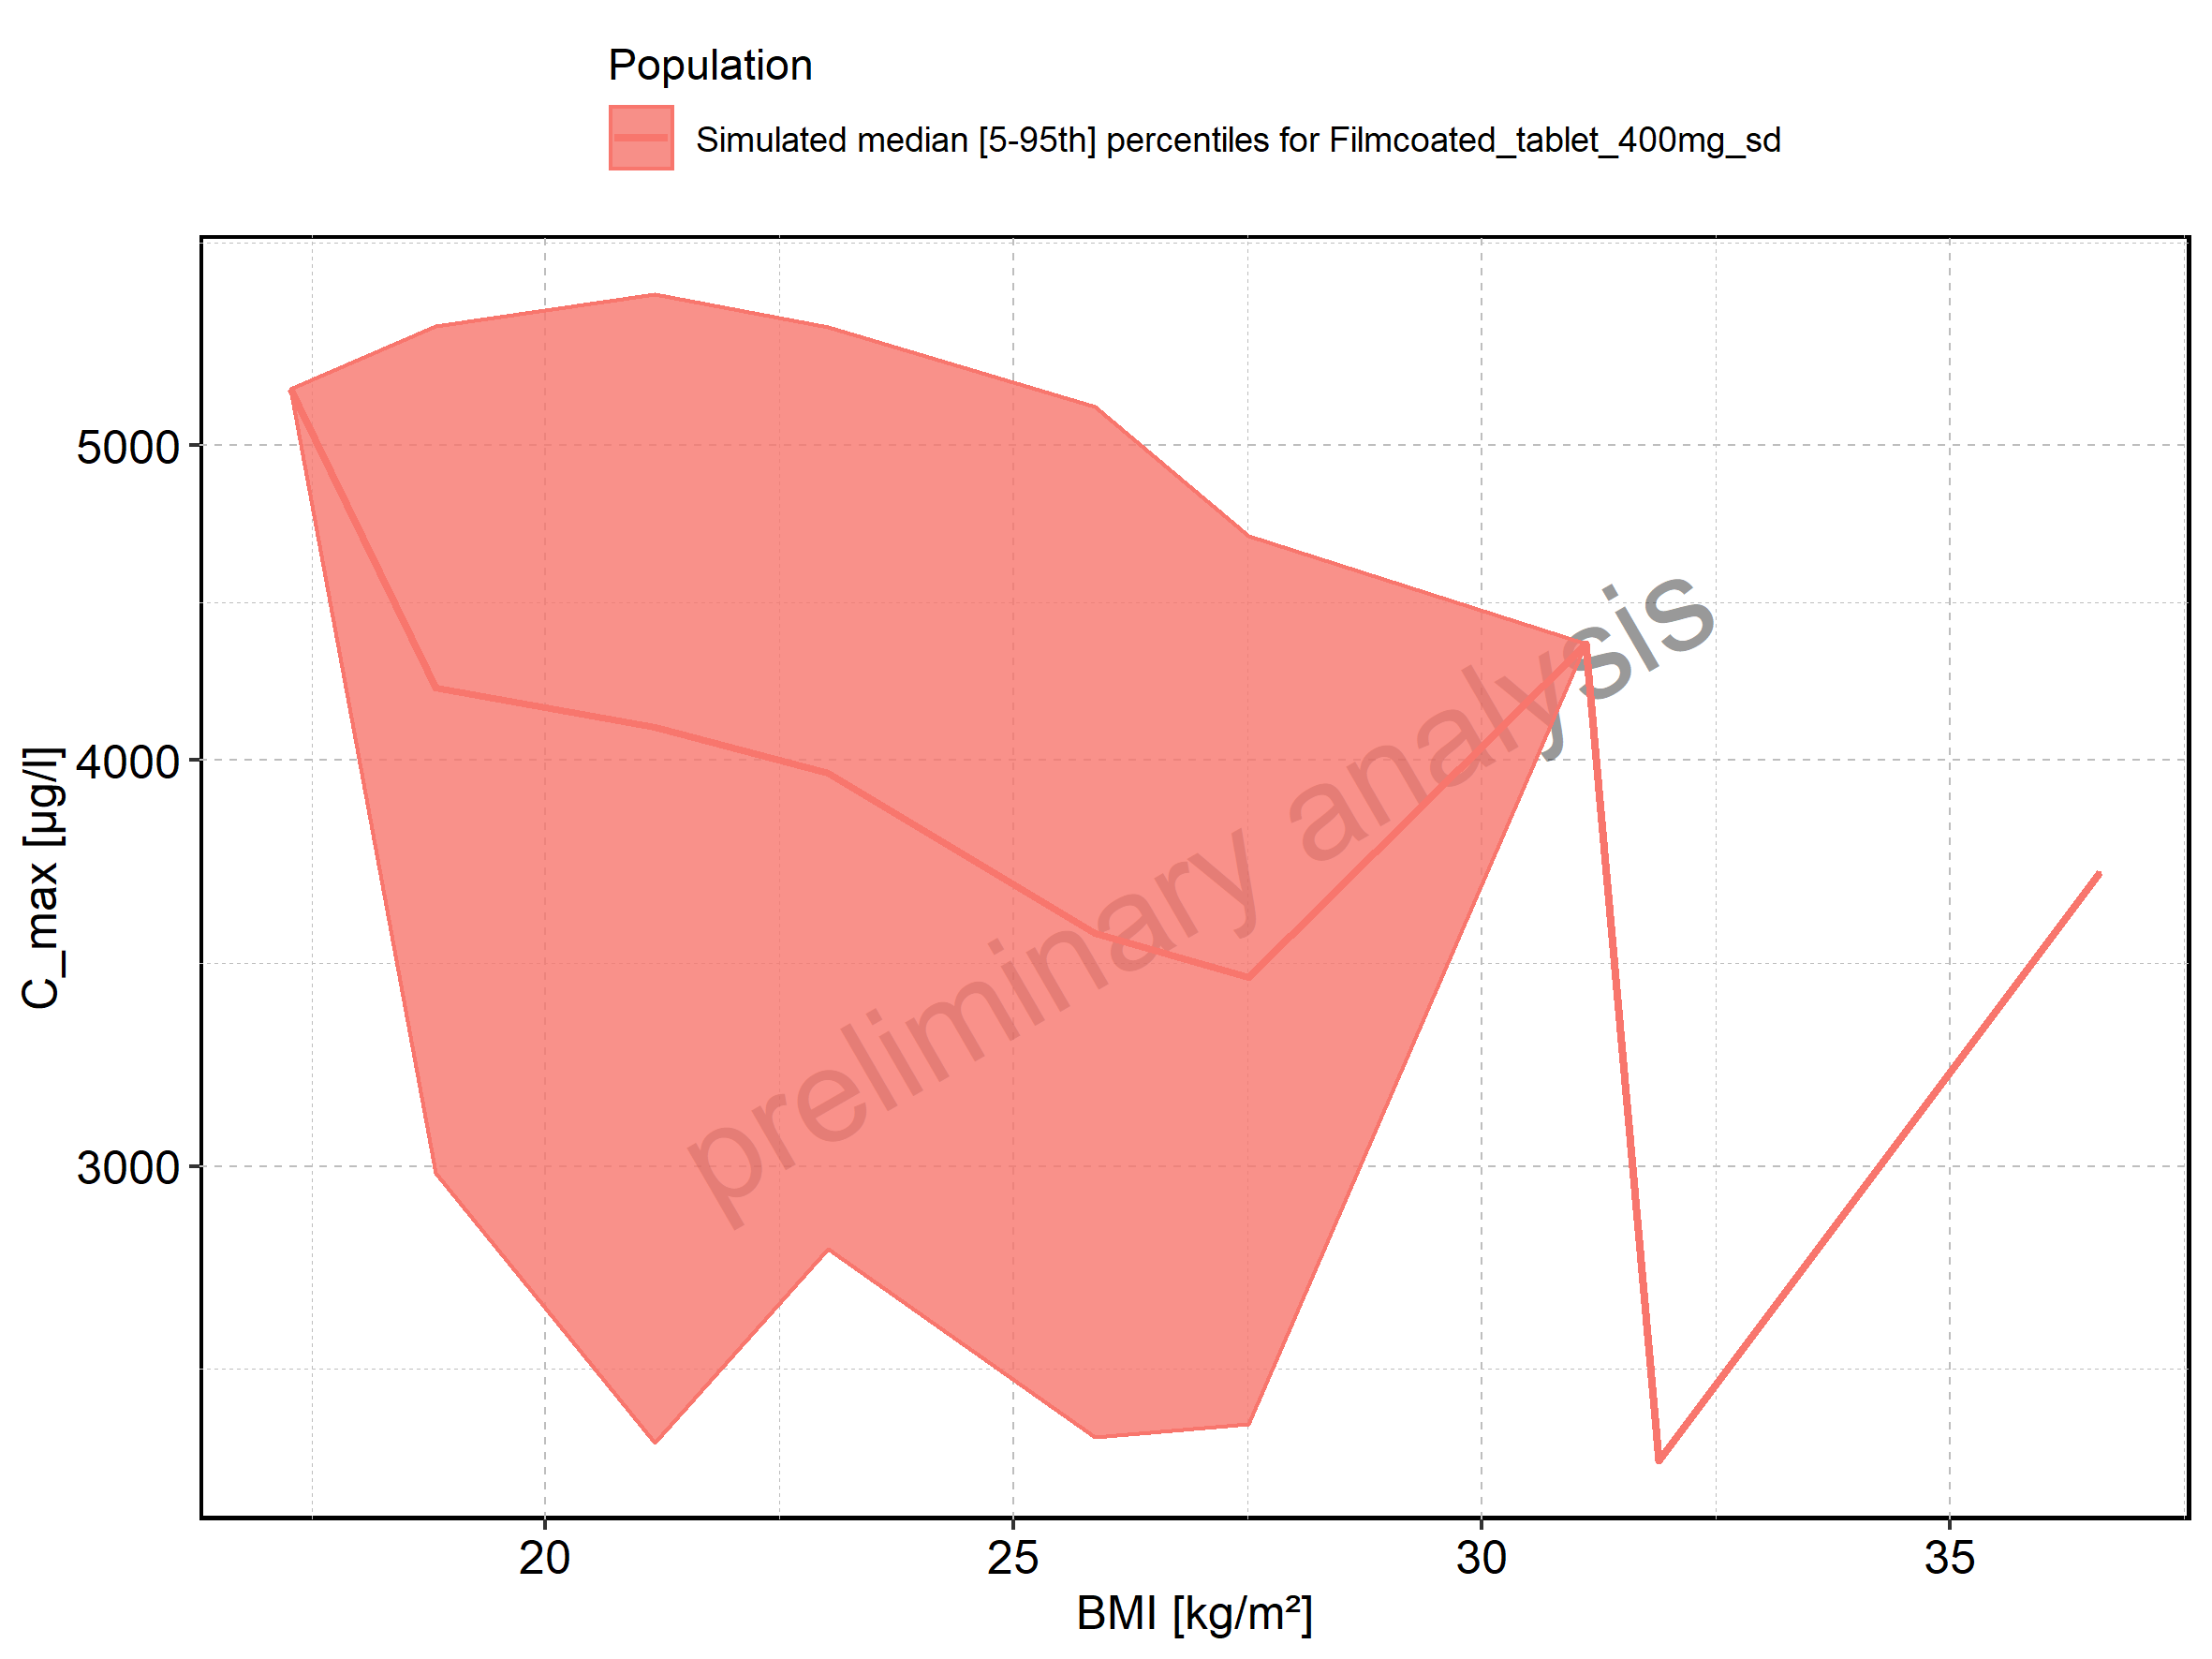 Population
Simulated median [5-95th] percentiles for Filmcoated_tablet_400mg_sd
5000
4000
3000
C_max [µg/l]
preliminary analysis
20 25 30 35
BMI [kg/m²]